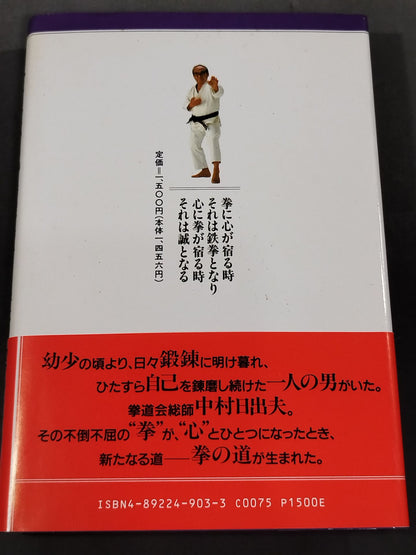 拳に心が宿る時
それは鉄拳となり
心に拳が宿る時
それは誠となる
定価=一、五〇〇円(本体一、四五六円)
幼少の頃より、日々鍛錬に明け暮れ、
ひたすら自己を錬磨し続けた一人の男がいた。
拳道会総師中村日出夫。
その不倒不屈の“拳”が、“心”とひとつになったとき、
新たなる道──拳の道が生まれた。
ISBN4-89224-903-3 C0075 P1500E